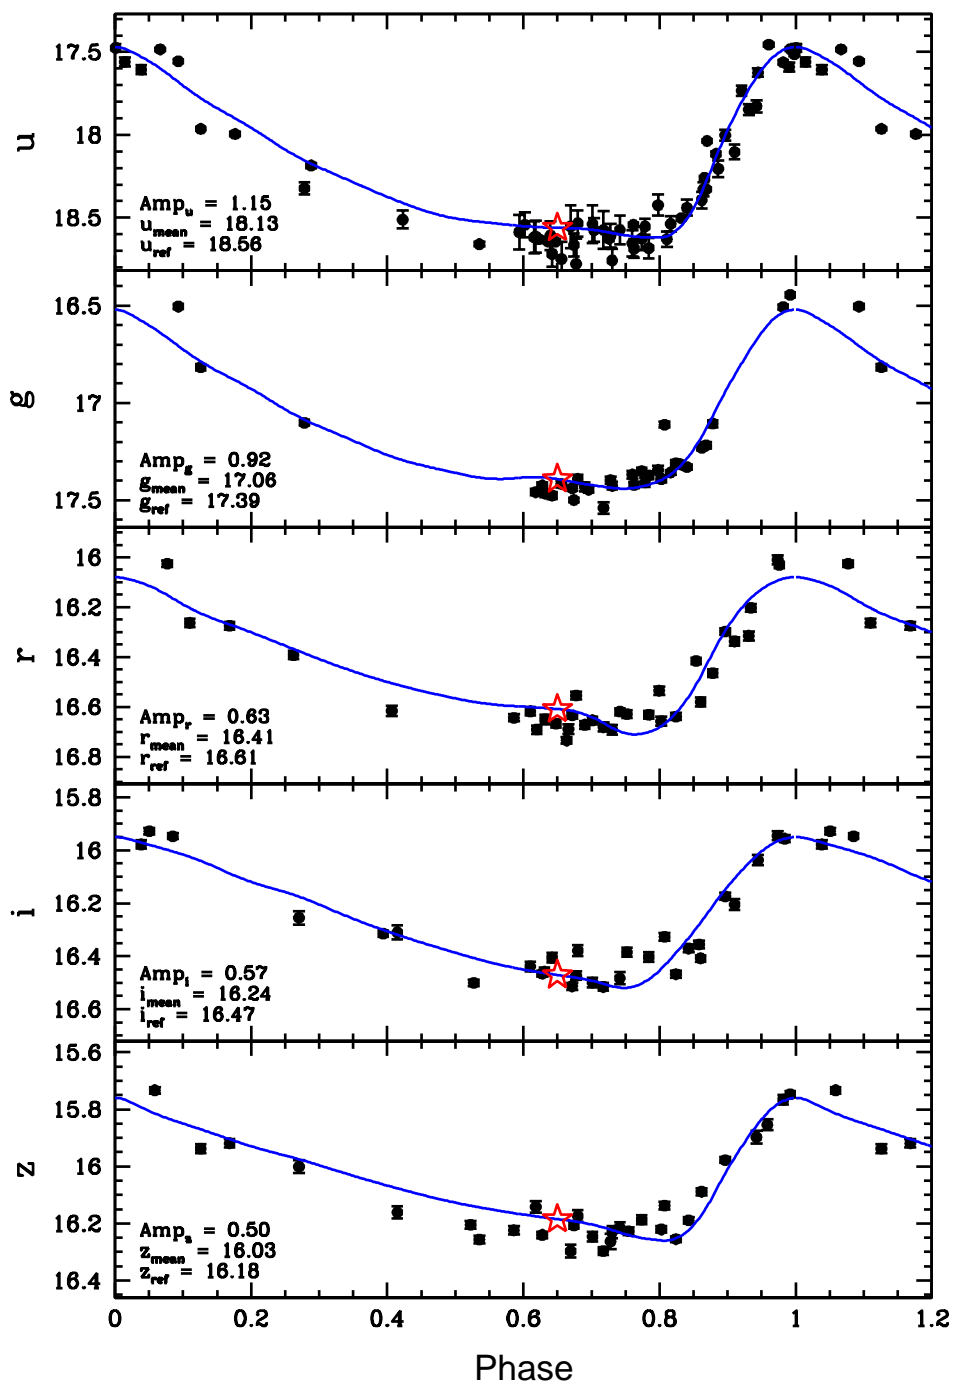 17.5
18
18.5
u
Amp_u = 1.15
u_mean = 18.13
u_ref = 18.56
16.5
17
17.5
g
Amp_g = 0.92
g_mean = 17.06
g_ref = 17.39
16
16.2
16.4
16.6
16.8
r
Amp_r = 0.63
r_mean = 16.41
r_ref = 16.61
15.8
16
16.2
16.4
16.6
i
Amp_i = 0.57
i_mean = 16.24
i_ref = 16.47
15.6
15.8
16
16.2
16.4
z
Amp_z = 0.50
z_mean = 16.03
z_ref = 16.18
0 0.2 0.4 0.6 0.8 1 1.2
Phase